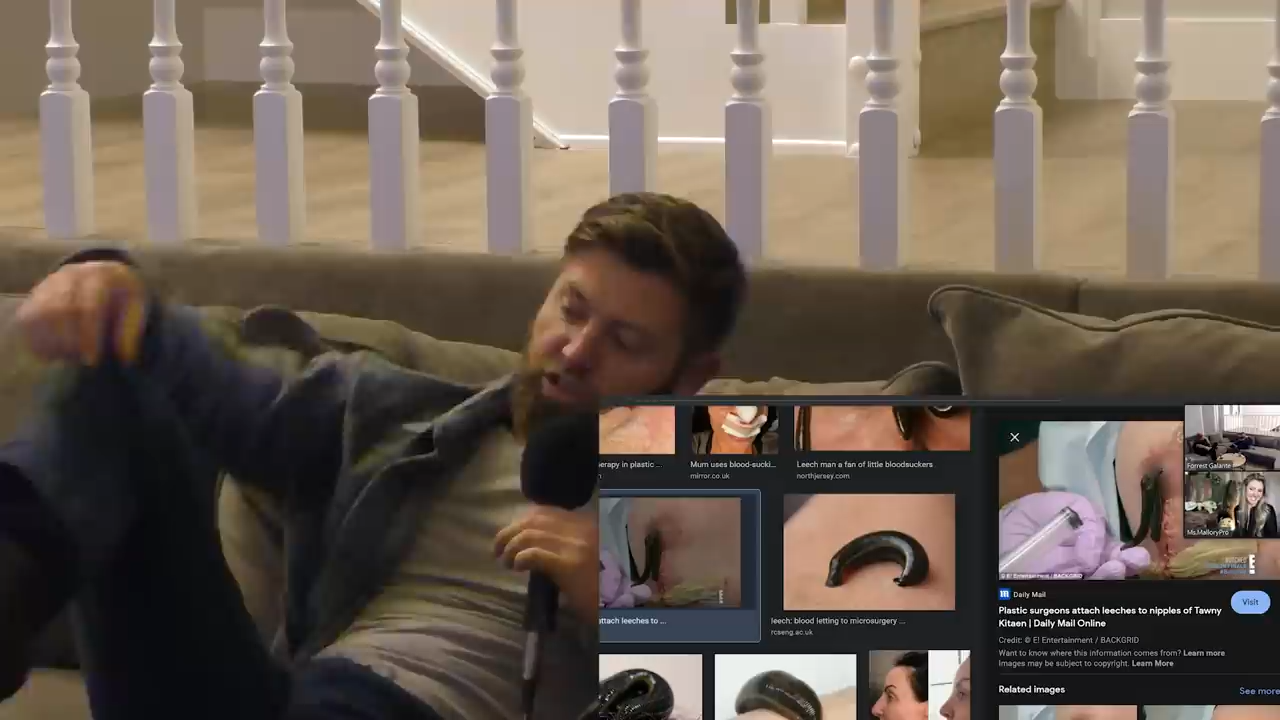 erapy in plastic ...
Mum uses blood-sucki...
mirror.co.uk
Leech man a fan of little bloodsuckers
northjersey.com
attach leeches to ...
leech: blood letting to microsurgery ...
rcseng.ac.uk
Forrest Galante
Ms.MalloryPro
© E! Entertainment / BACKGRID
E
Daily Mail
Plastic surgeons attach leeches to nipples of Tawny
Kitaen | Daily Mail Online
Visit
Credit: © E! Entertainment / BACKGRID
Want to know where this information comes from? Learn more
Images may be subject to copyright. Learn More
Related images
See more